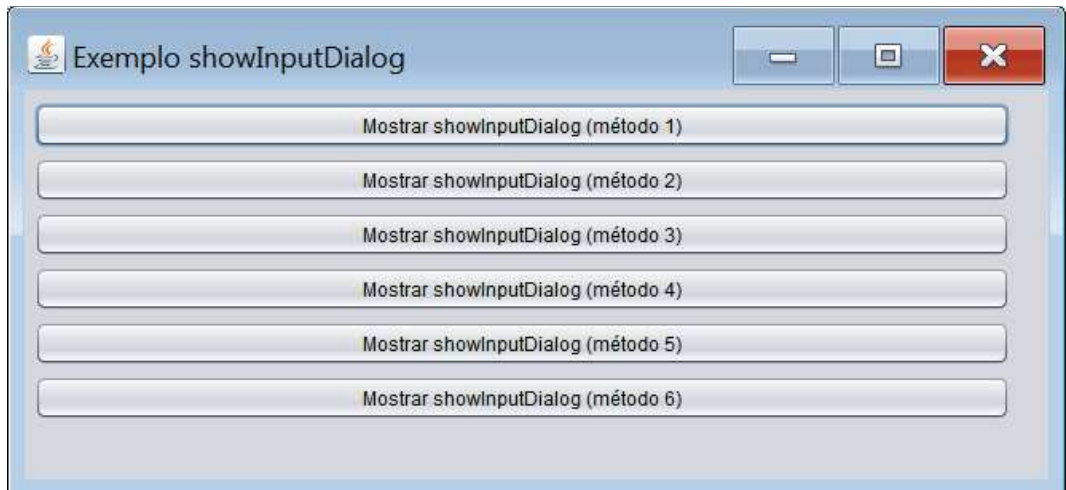 Exemplo showInputDialog
Mostrar showInputDialog (método 1)
Mostrar showInputDialog (método 2)
Mostrar showInputDialog (método 3)
Mostrar showInputDialog (método 4)
Mostrar showInputDialog (método 5)
Mostrar showInputDialog (método 6)